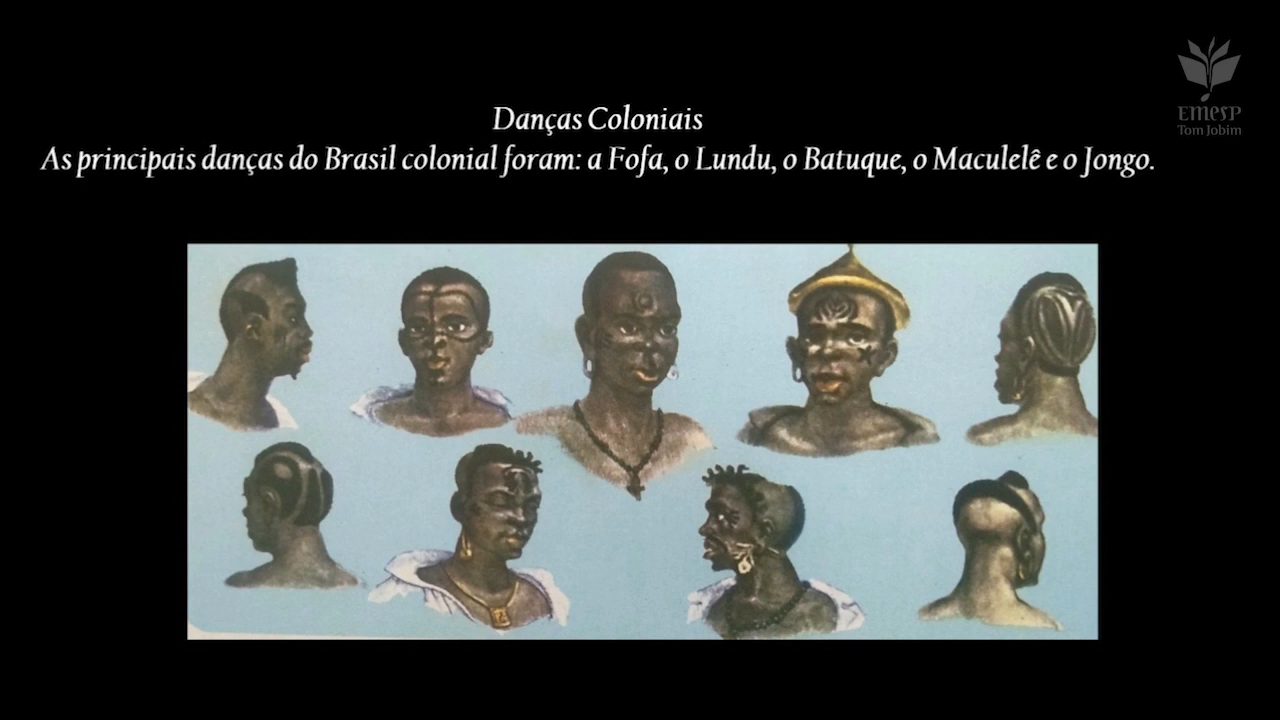 Danças Coloniais
As principais danças do Brasil colonial foram: a Fofa, o Lundu, o Batuque, o Maculelê e o Jongo.
EMESP
Tom Jobim